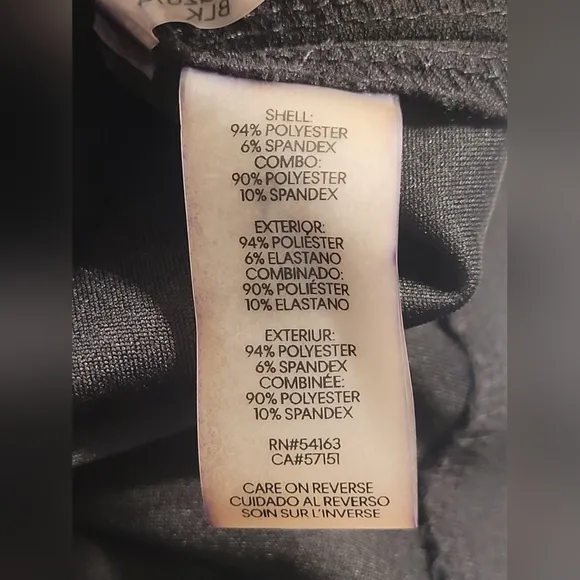 BLK
SHELL:
94% POLYESTER
6% SPANDEX
COMBO:
90% POLYESTER
10% SPANDEX
EXTERIOR:
94% POLIÉSTER
6% ELASTANO
COMBINADO:
90% POLIÉSTER
10% ELASTANO
EXTERIUR:
94% POLYESTER
6% SPANDEX
COMBINÉE:
90% POLYESTER
10% SPANDEX
RN#54163
CA#57151
CARE ON REVERSE
CUIDADO AL REVERSO
SOIN SUR L'INVERSE